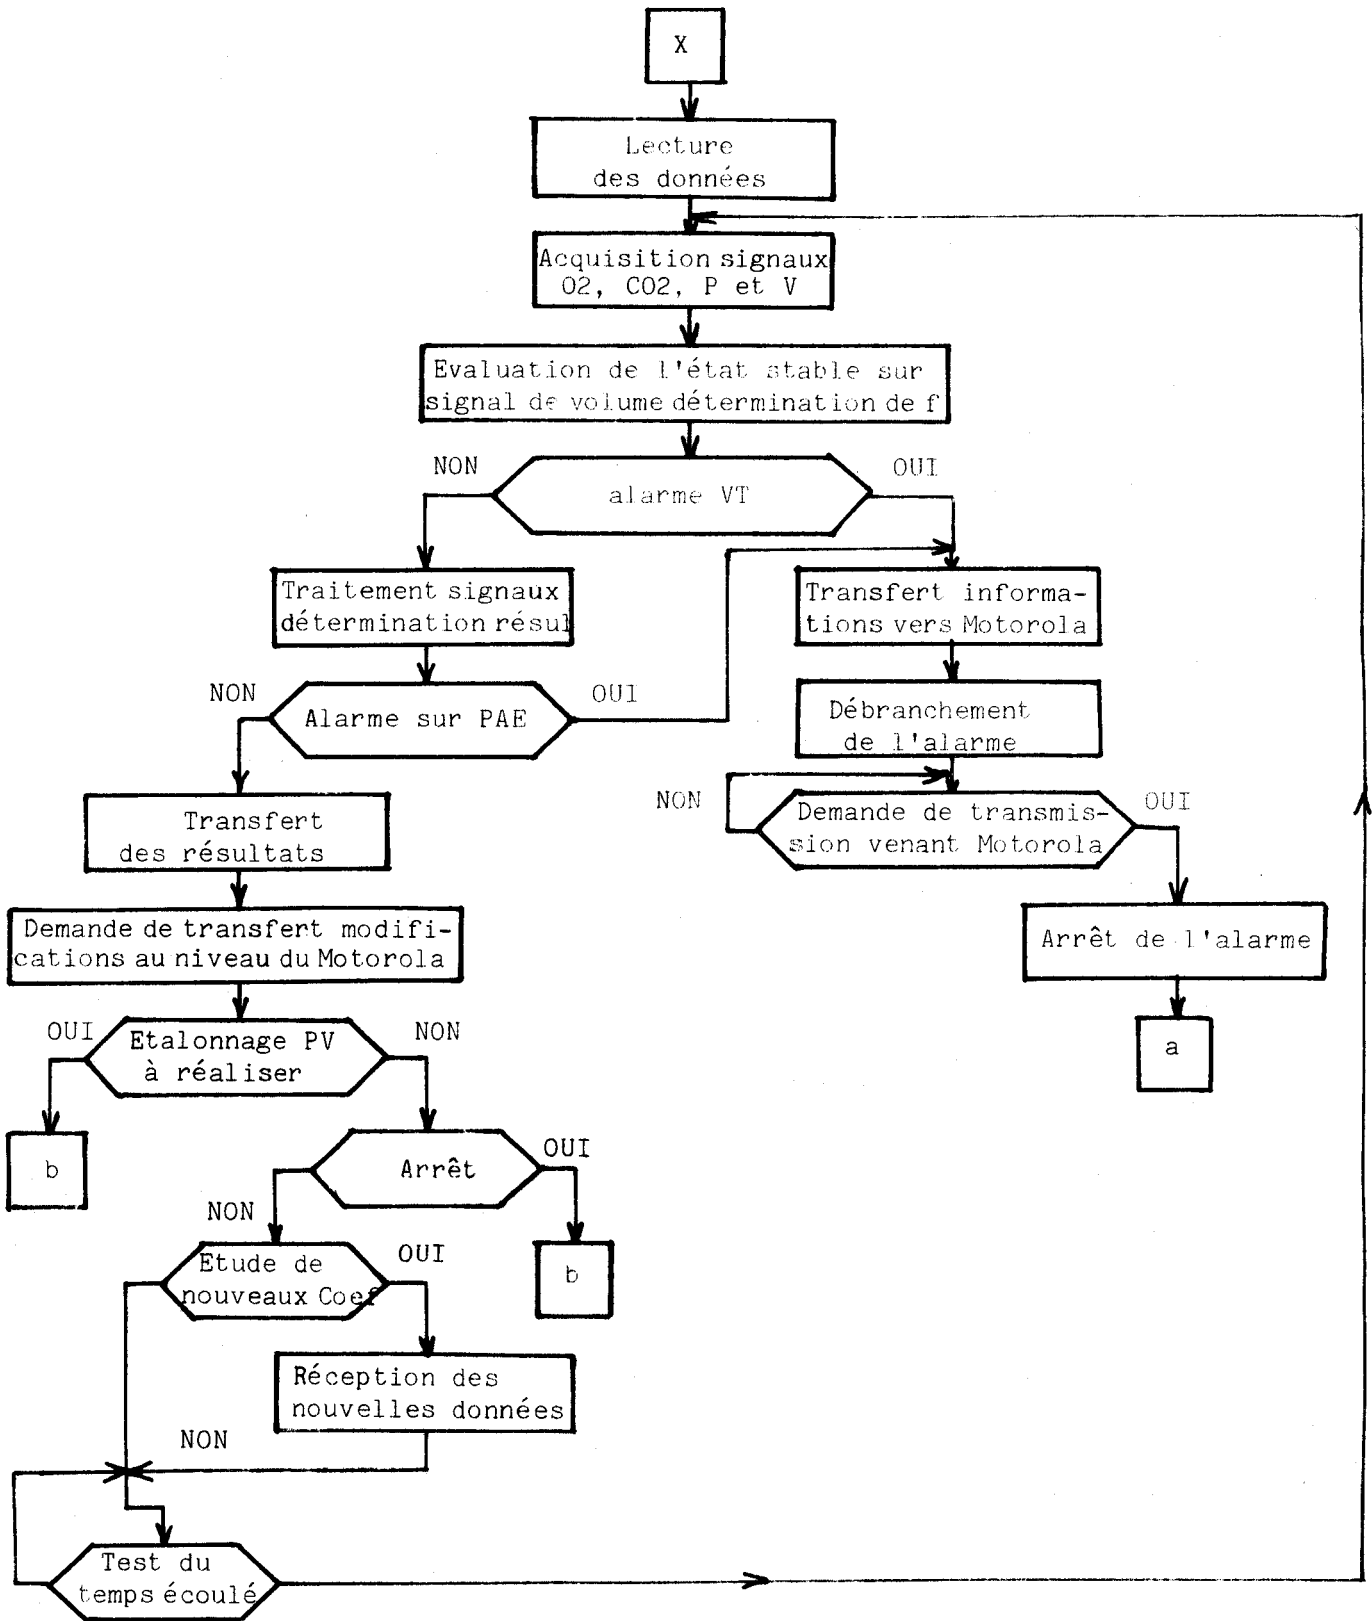 X
Lecture
des données
Acquisition signaux
O2, CO2, P et V
Evaluation de l'état stable sur
signal de volume détermination de f
NON
OUI
alarme VT
Traitement signaux
détermination résul
Transfert informa-
tions vers Motorola
NON
OUI
Alarme sur PAE
Débranchement
de l'alarme
NON
OUI
Demande de transmis-
sion venant Motorola
Transfert
des résultats
Demande de transfert modifi-
cations au niveau du Motorola
Arrêt de l'alarme
OUI
NON
Etalonnage PV
à réaliser
a
b
Arrêt
OUI
NON
Etude de
nouveaux Coef
OUI
b
Réception des
nouvelles données
NON
Test du
temps écoulé